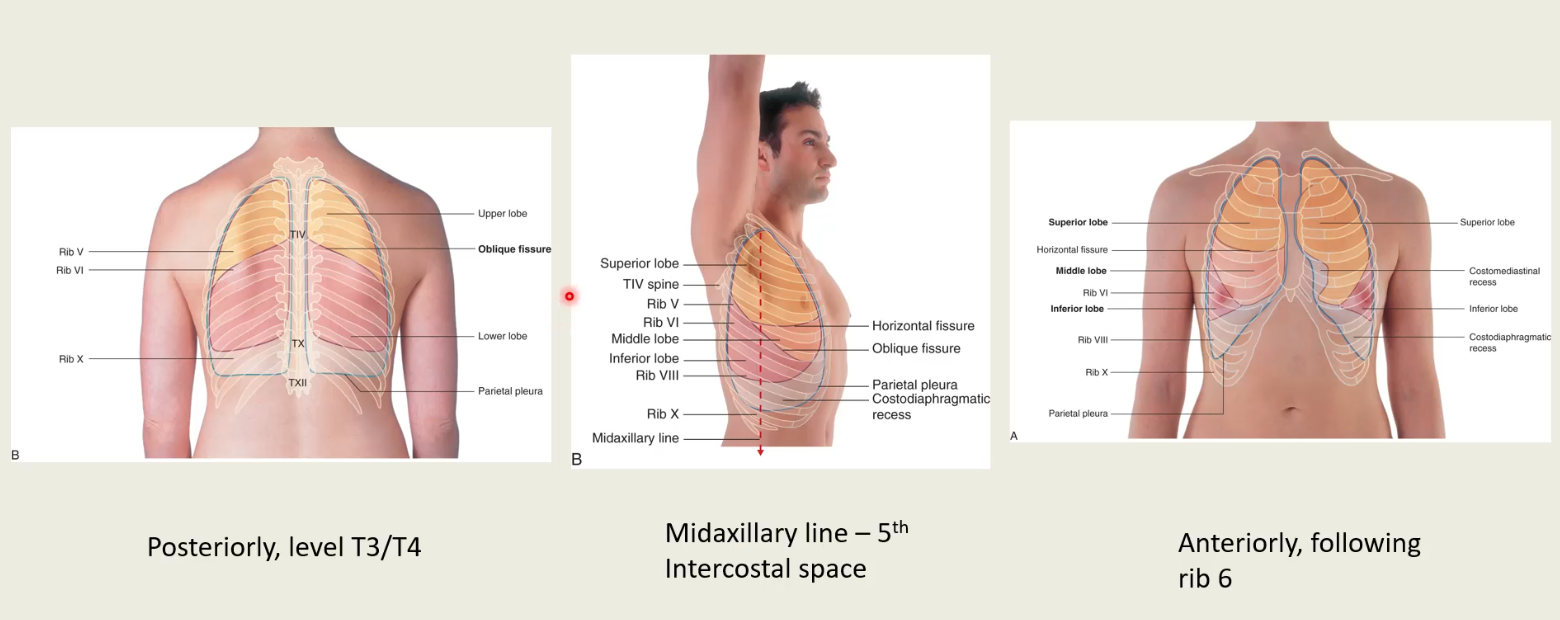 Rib V
Rib VI
Rib X
B
TIV
TX
TXII
Upper lobe
Oblique fissure
Lower lobe
Parietal pleura
Superior lobe
TIV spine
Rib V
Rib VI
Middle lobe
Inferior lobe
Rib VIII
Rib X
Midaxillary line
B
Horizontal fissure
Oblique fissure
Parietal pleura
Costodiaphragmatic
recess
Superior lobe
Horizontal fissure
Middle lobe
Rib VI
Inferior lobe
Rib VIII
Rib X
Parietal pleura
A
Superior lobe
Costomediastinal
recess
Inferior lobe
Costodiaphragmatic
recess
Posteriorly, level T3/T4
Midaxillary line – 5th
Intercostal space
Anteriorly, following
rib 6